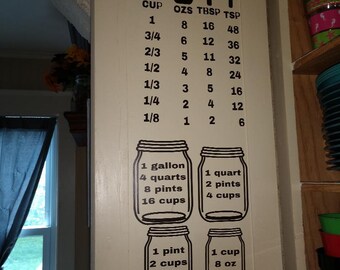 CUP OZS TBSP TSP
1 8 16 48
3/4 6 12 36
2/3 5 11 32
1/2 4 8 24
1/3 3 5 16
1/4 2 4 12
1/8 1 2 6
1 gallon
4 quarts
8 pints
16 cups
1 quart
2 pints
4 cups
1 pint
2 cups
1 cup
8 oz